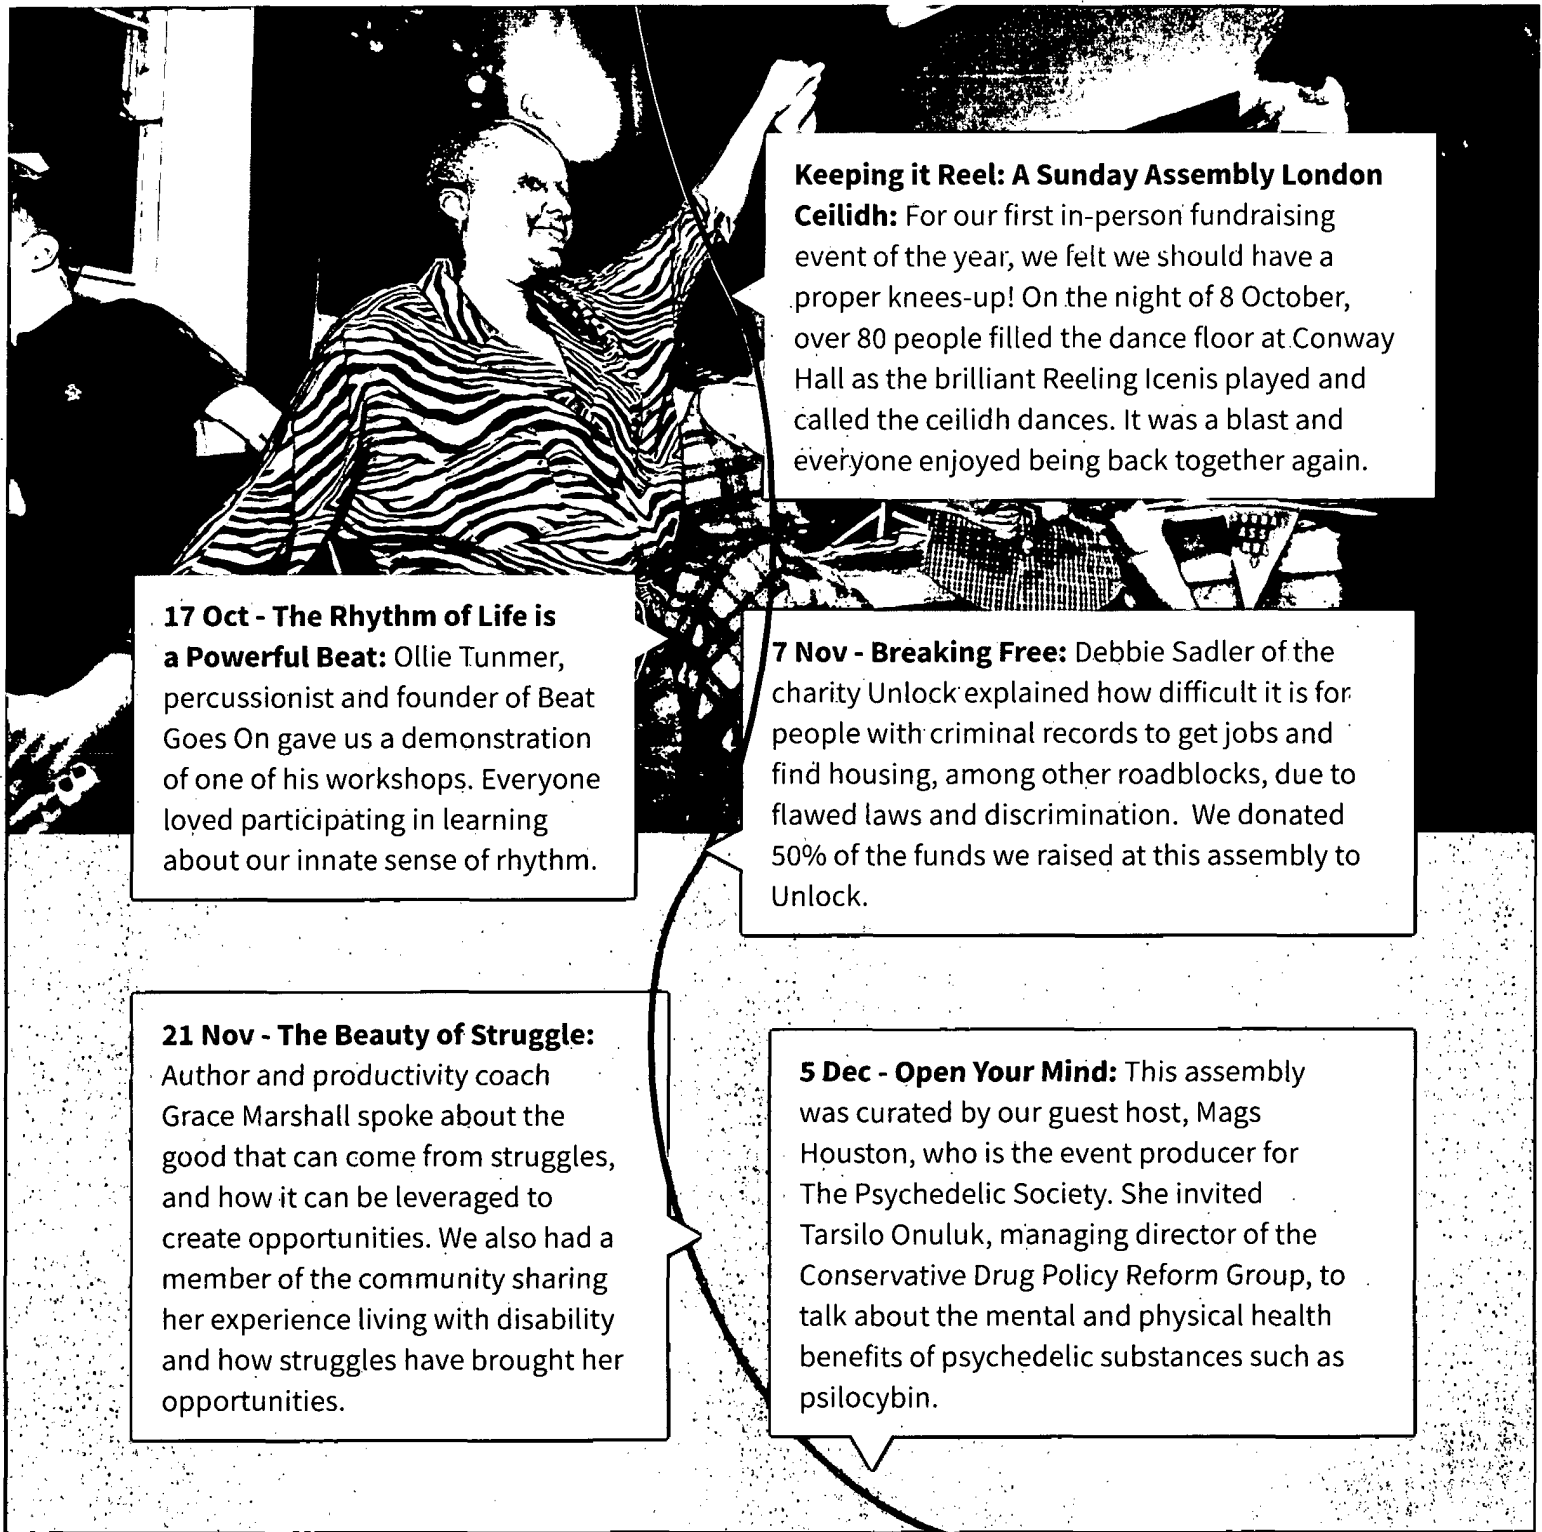 Keeping it Reel: A Sunday Assembly London
Ceilidh: For our first in-person fundraising
event of the year, we felt we should have a
proper knees-up! On the night of 8 October,
over 80 people filled the dance floor at Conway
Hall as the brilliant Reeling Icenis played and
called the ceilidh dances. It was a blast and
everyone enjoyed being back together again.
17 Oct - The Rhythm of Life is
a Powerful Beat: Ollie Tunmer,
percussionist and founder of Beat
Goes On gave us a demonstration
of one of his workshops. Everyone
loved participating in learning
about our innate sense of rhythm.
7 Nov - Breaking Free: Debbie Sadler of the
charity Unlock explained how difficult it is for
people with criminal records to get jobs and
find housing, among other roadblocks, due to
flawed laws and discrimination.  We donated
50% of the funds we raised at this assembly to
Unlock.
21 Nov - The Beauty of Struggle:
Author and productivity coach
Grace Marshall spoke about the
good that can come from struggles,
and how it can be leveraged to
create opportunities. We also had a
member of the community sharing
her experience living with disability
and how struggles have brought her
opportunities.
5 Dec - Open Your Mind: This assembly
was curated by our guest host, Mags
Houston, who is the event producer for
The Psychedelic Society. She invited
Tarsilo Onuluk, managing director of the
Conservative Drug Policy Reform Group, to
talk about the mental and physical health
benefits of psychedelic substances such as
psilocybin.